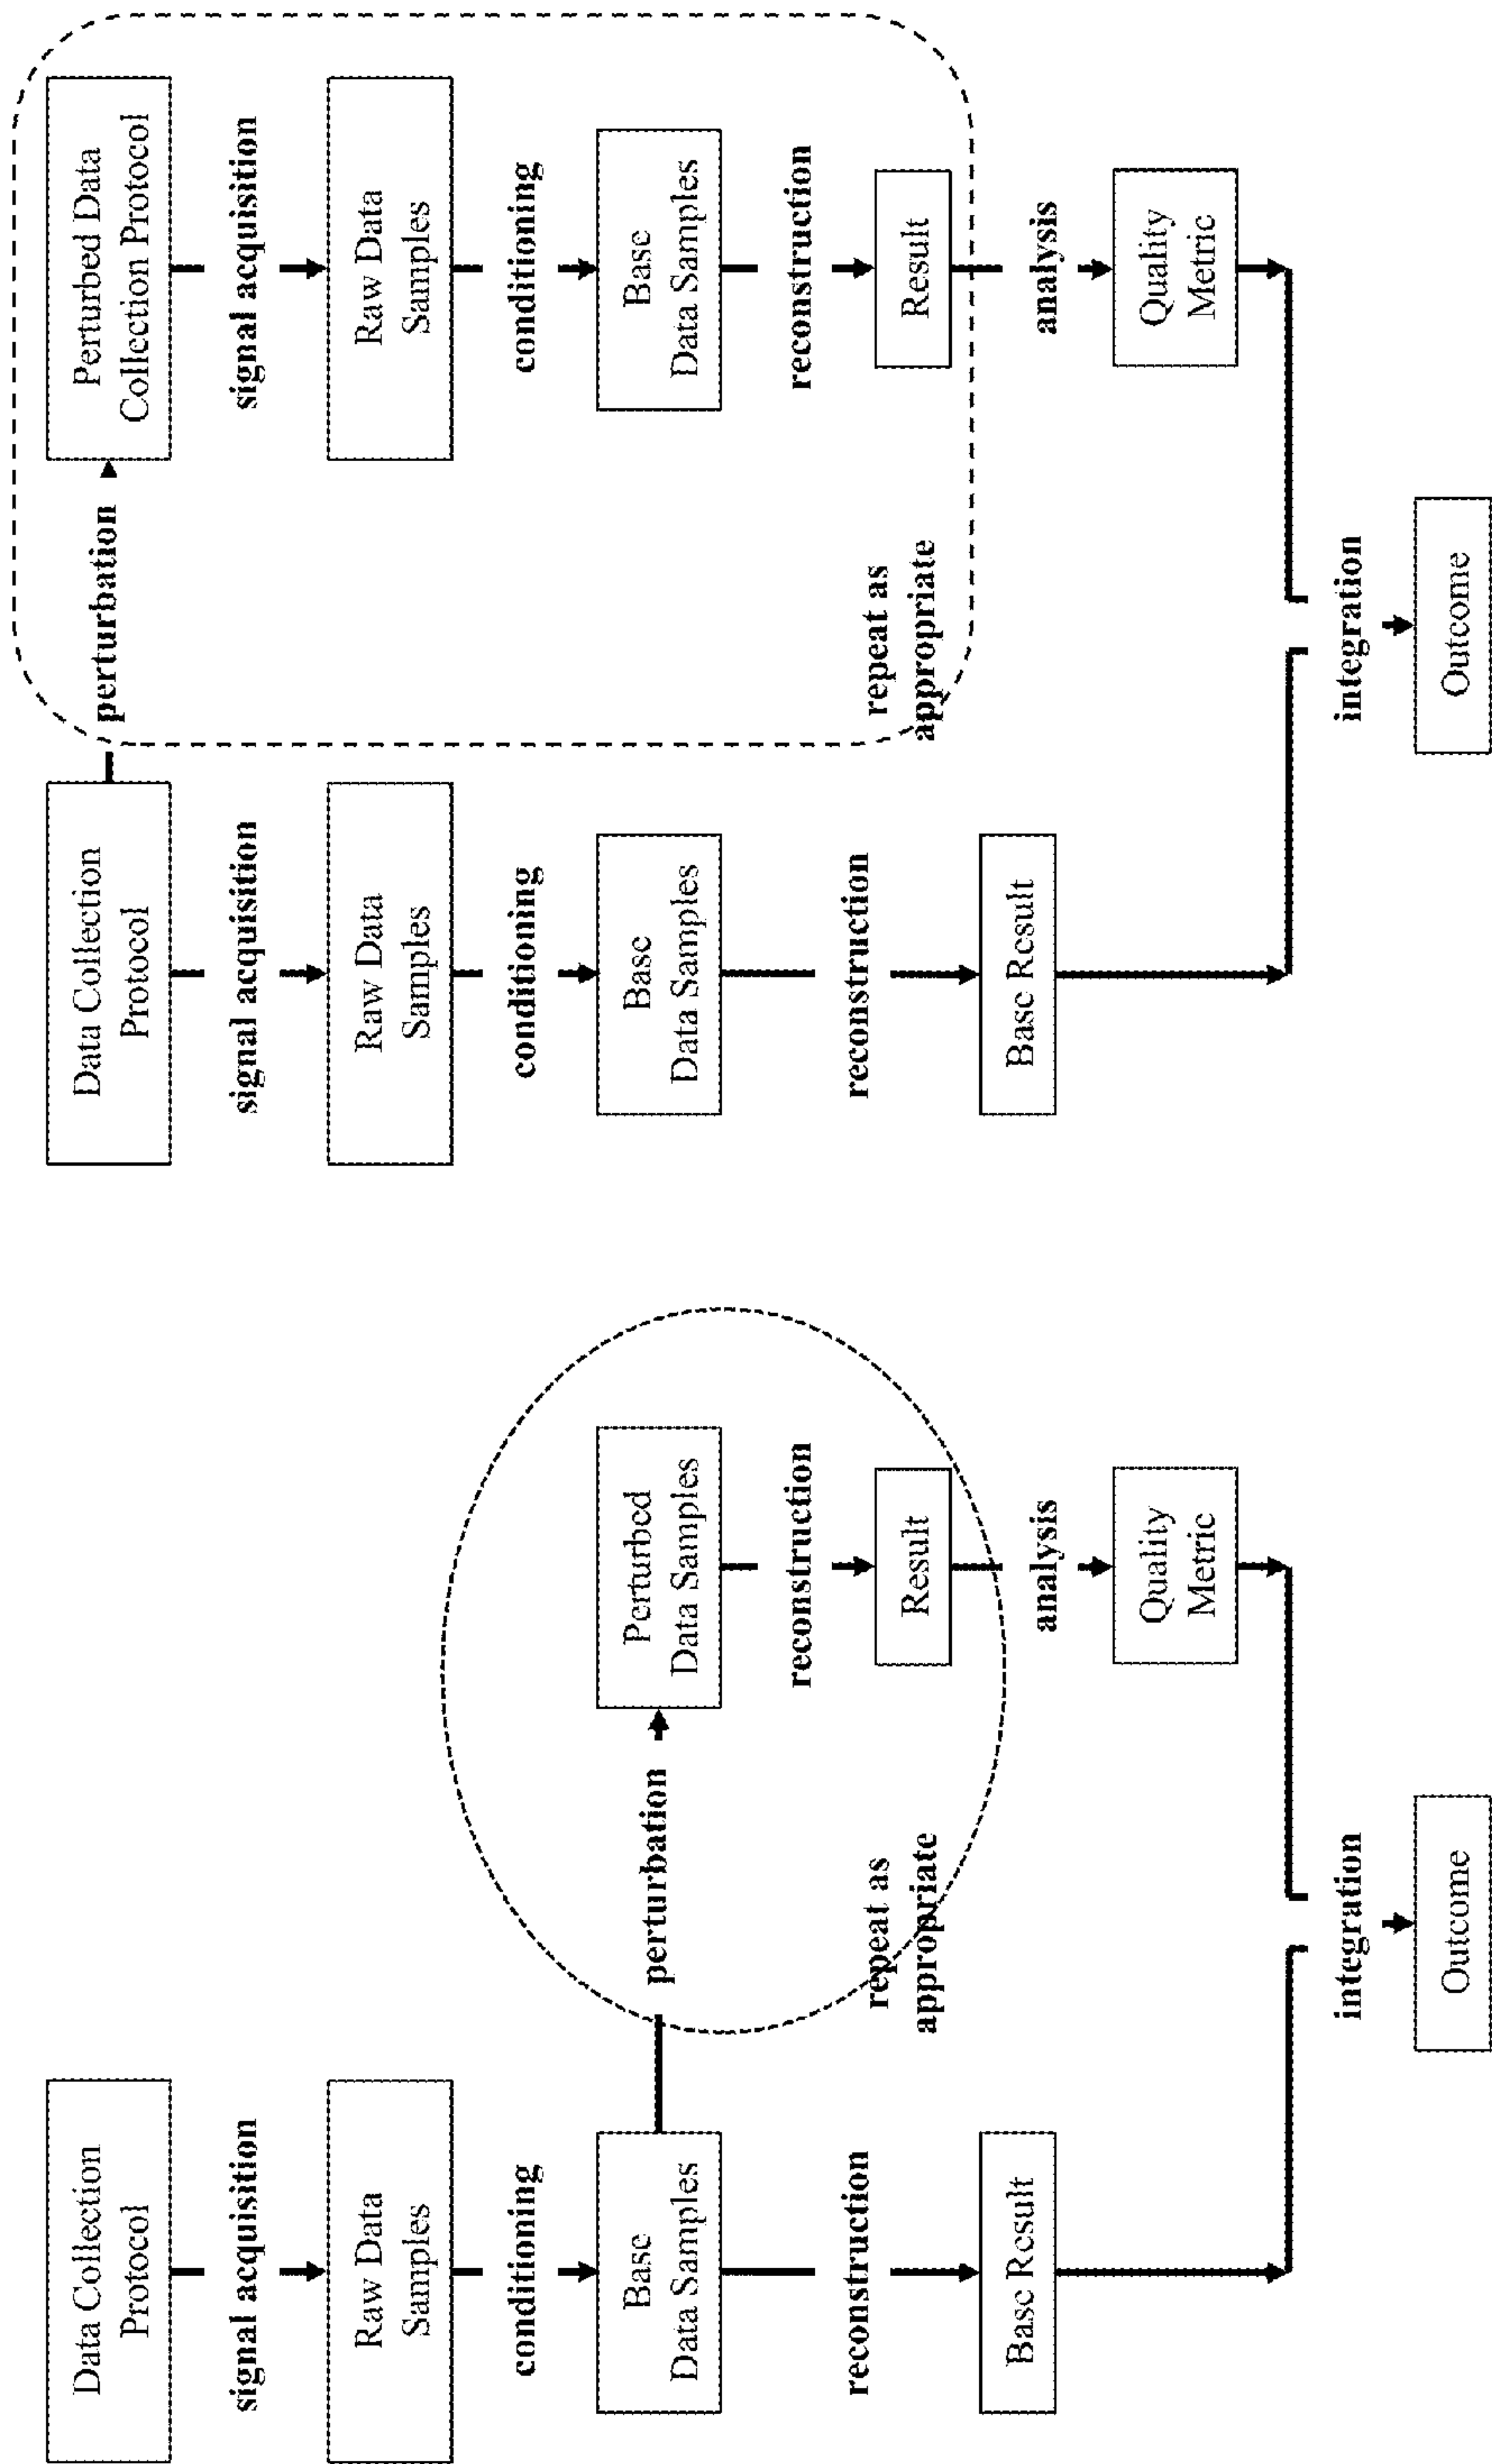 Data Collection
Protocol
signal acquisition
Raw Data
Samples
conditioning
Base
Data Samples
perturbation
Perturbed
Data Samples
reconstruction
reconstruction
Result
repeat as
appropriate
Base Result
analysis
Quality
Metric
integration
Outcome
Data Collection
Protocol
perturbation
Perturbed Data
Collection Protocol
signal acquisition
signal acquisition
Raw Data
Samples
Raw Data
Samples
conditioning
conditioning
Base
Data Samples
Base
Data Samples
reconstruction
reconstruction
Result
repeat as
appropriate
Base Result
analysis
Quality
Metric
integration
Outcome